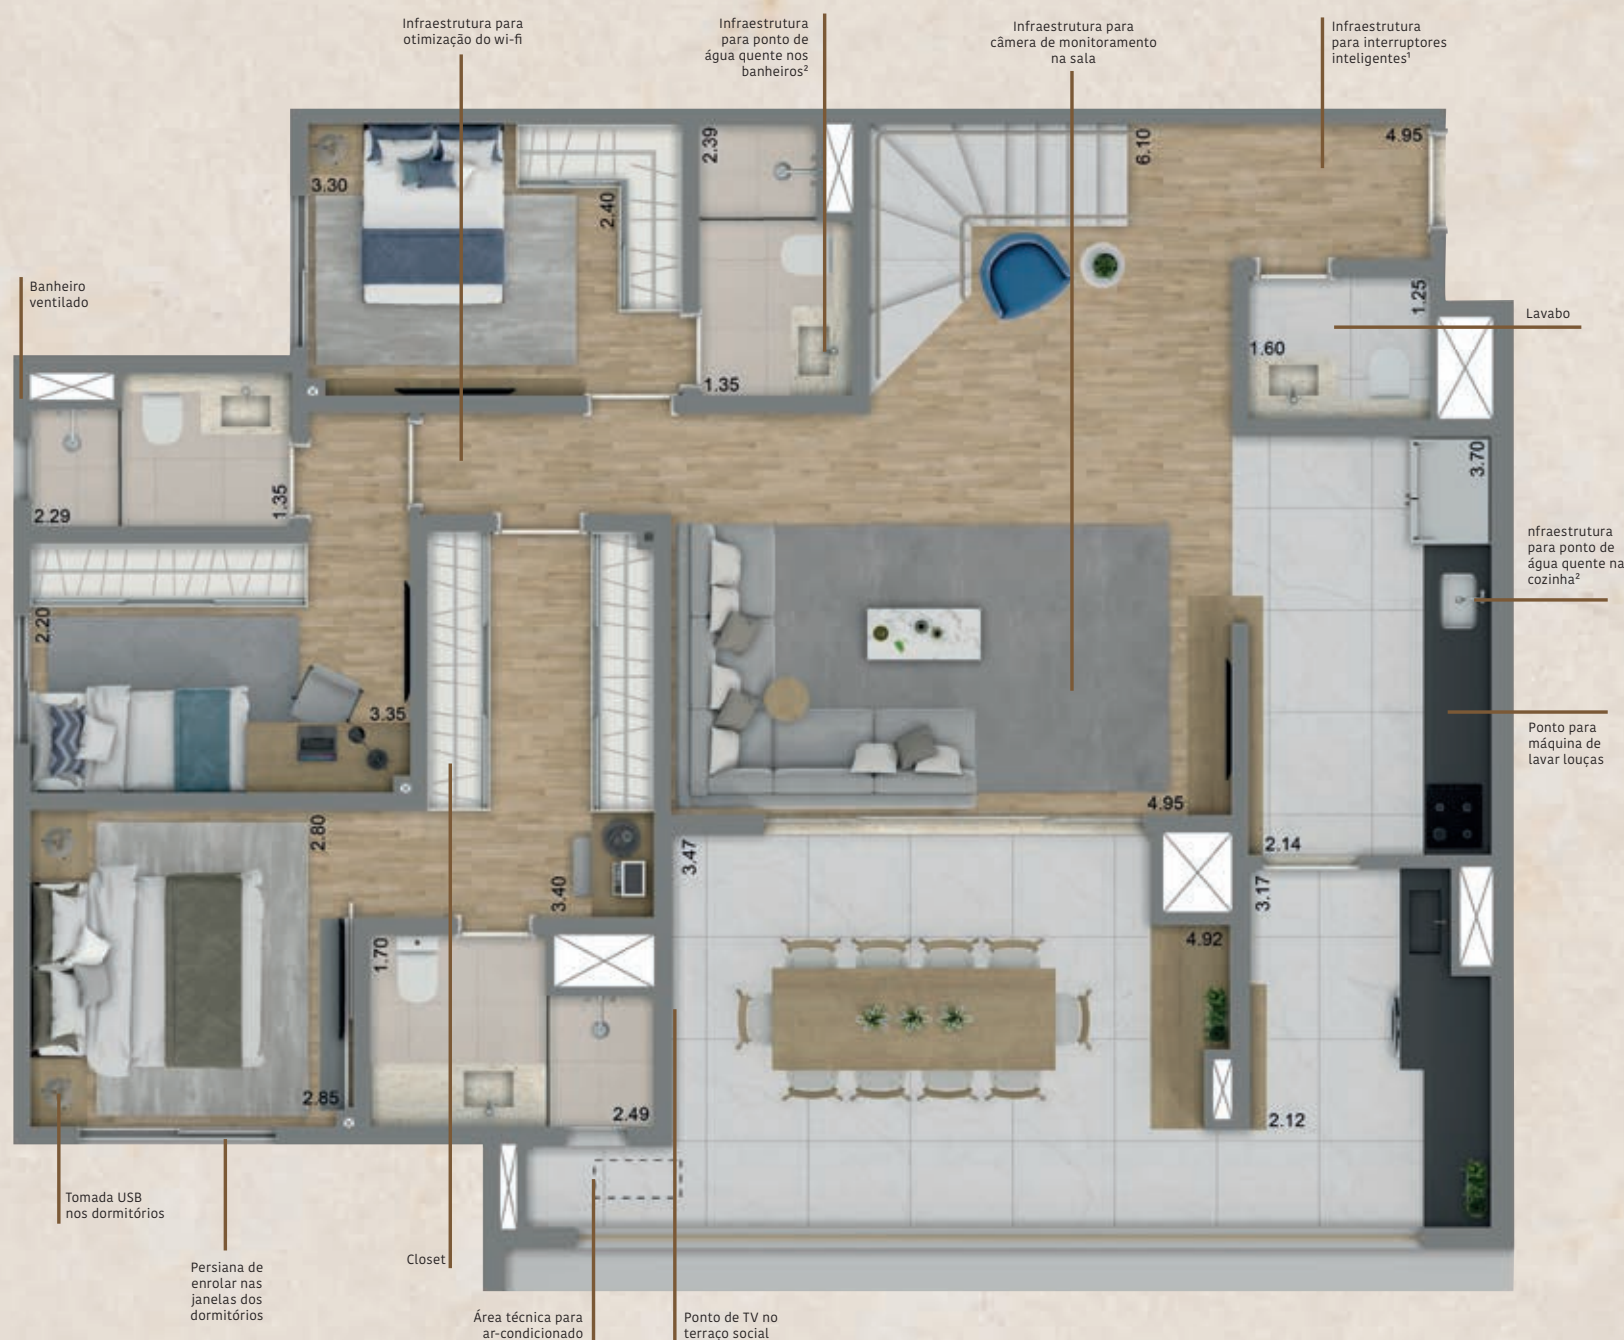 Infraestrutura para
otimização do wi-fi
Infraestrutura
para ponto de
água quente nos
banheiros²
Infraestrutura para
câmera de monitoramento
na sala
Infraestrutura
para interruptores
inteligentes¹
Banheiro
ventilado
Lavabo
nfraestrutura
para ponto de
água quente na
cozinha²
Ponto para
máquina de
lavar louças
Tomada USB
nos dormitórios
Persiana de
enrolar nas
janelas dos
dormitórios
Closet
Área técnica para
ar-condicionado
Ponto de TV no
terraço social
3.30
2.40
2.39
1.35
6.10
4.95
1.25
1.60
3.70
2.29
1.35
2.20
3.35
4.95
2.14
2.80
3.40
3.47
3.17
4.92
1.70
2.85
2.49
2.12